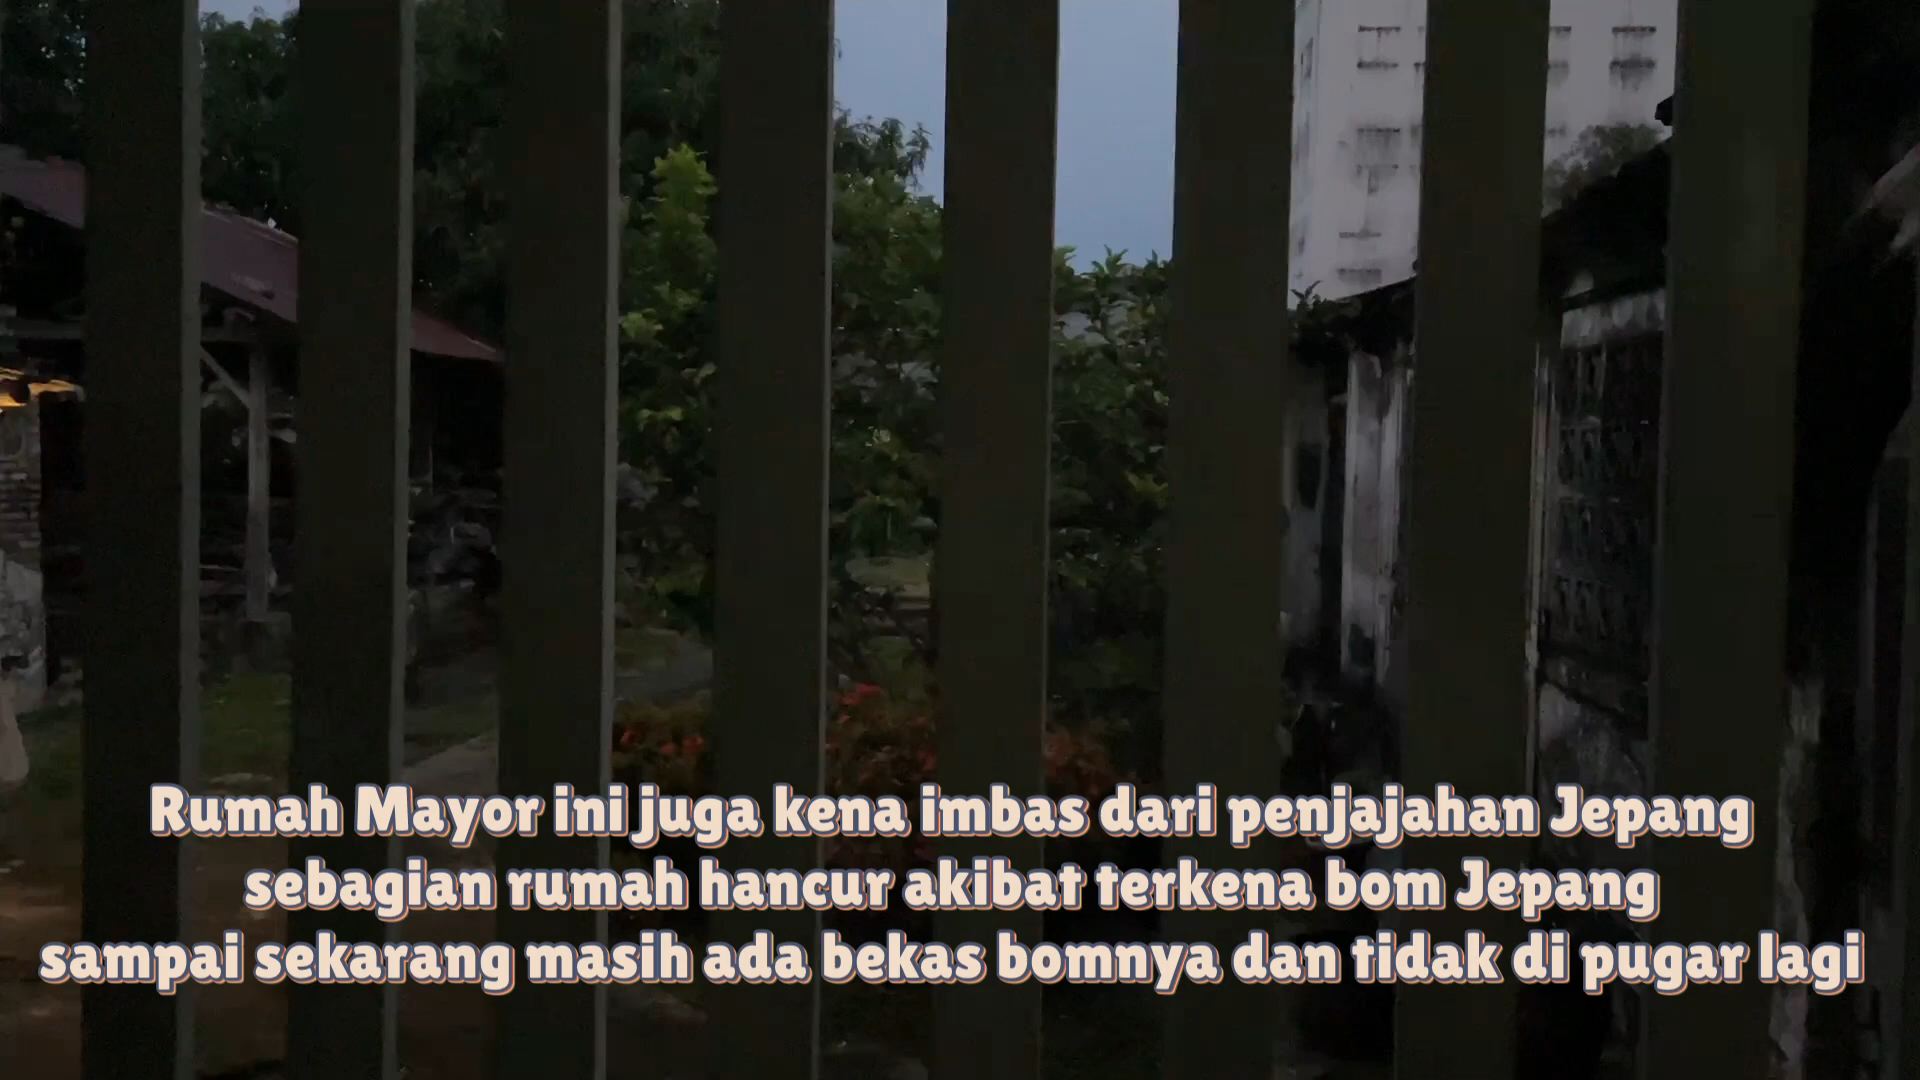 Rumah Mayor ini juga kena imbas dari penjajahan Jepang
sebagian rumah hancur akibat terkena bom Jepang
sampai sekarang masih ada bekas bomnya dan tidak di pugar lagi